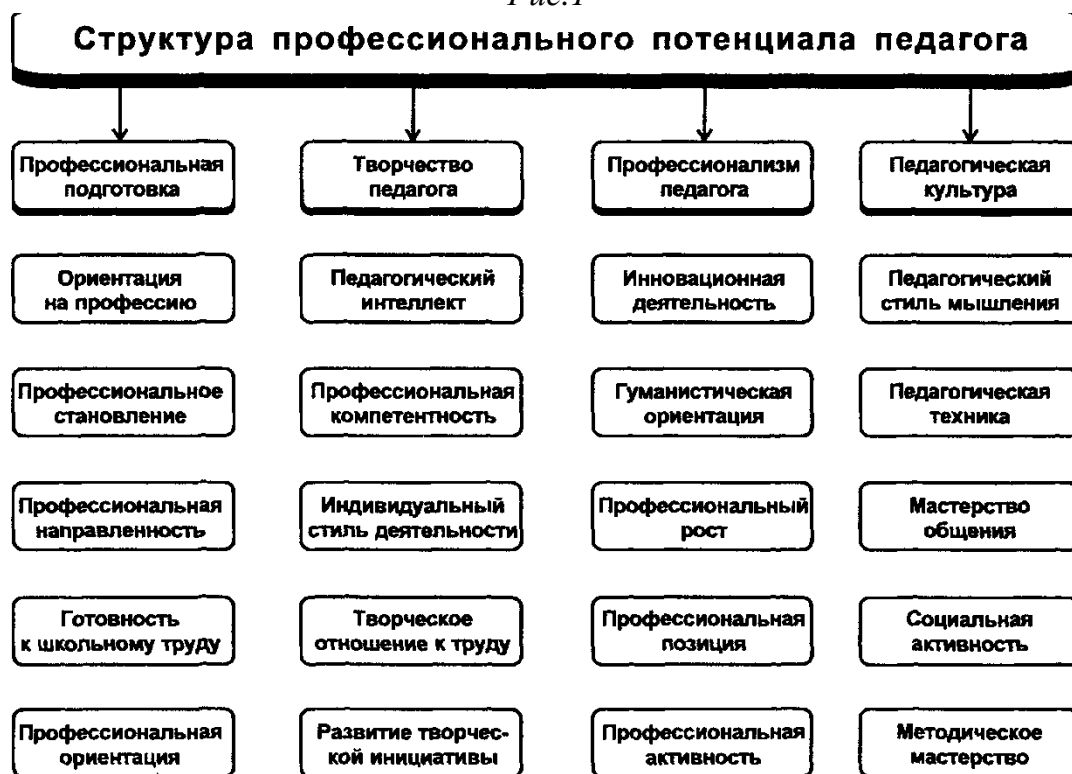 Рис.1
Структура профессионального потенциала педагога
Профессиональная
подготовка
Творчество
педагога
Профессионализм
педагога
Педагогическая
культура
Ориентация
на профессию
Педагогический
интеллект
Инновационная
деятельность
Педагогический
стиль мышления
Профессиональное
становление
Профессиональная
компетентность
Гуманистическая
ориентация
Педагогическая
техника
Профессиональная
направленность
Индивидуальный
стиль деятельности
Профессиональный
рост
Мастерство
общения
Готовность
к школьному труду
Творческое
отношение к труду
Профессиональная
позиция
Социальная
активность
Профессиональная
ориентация
Развитие творчес-
кой инициативы
Профессиональная
активность
Методическое
мастерство